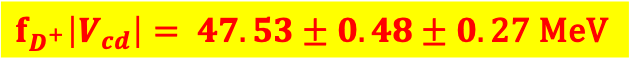 f_{D^+}|V_{cd}| = 47.53 ± 0.48 ± 0.27 MeV